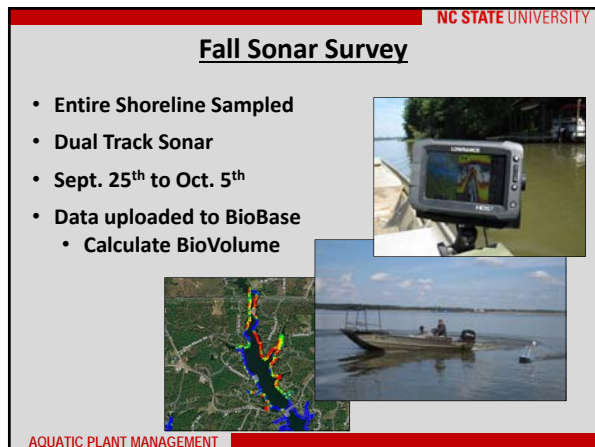 NC STATE UNIVERSITY
Fall Sonar Survey
• Entire Shoreline Sampled
• Dual Track Sonar
• Sept. 25th to Oct. 5th
• Data uploaded to BioBase
• Calculate BioVolume
LOWRANCE
AQUATIC PLANT MANAGEMENT